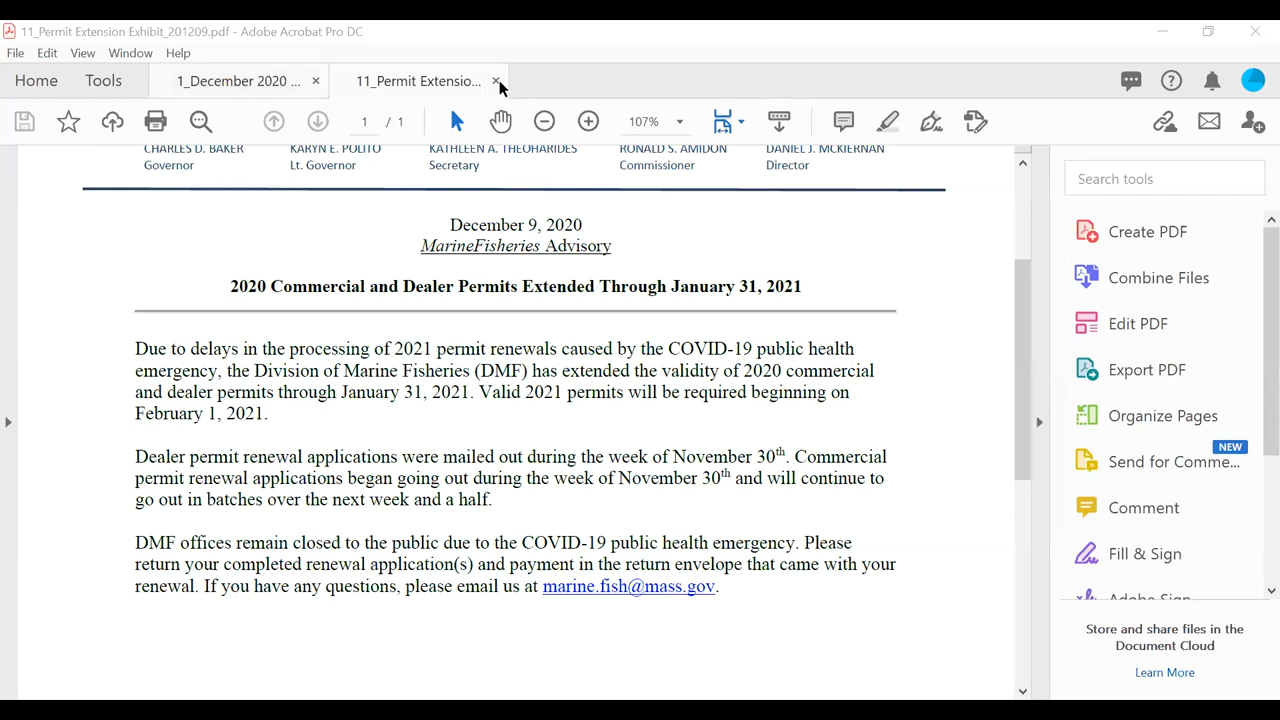 11_Permit Extension Exhibit_201209.pdf - Adobe Acrobat Pro DC
File Edit View Window Help
Home Tools 1_December 2020 ... × 11_Permit Extensio... ×
1 / 1 107%
CHARLES D. BAKER KARYN E. POLITO KATHLEEN A. THEOHARIDES RONALD S. AMIDON DANIEL J. MCKIERNAN
Governor Lt. Governor Secretary Commissioner Director
December 9, 2020
MarineFisheries Advisory
2020 Commercial and Dealer Permits Extended Through January 31, 2021
Due to delays in the processing of 2021 permit renewals caused by the COVID-19 public health
emergency, the Division of Marine Fisheries (DMF) has extended the validity of 2020 commercial
and dealer permits through January 31, 2021. Valid 2021 permits will be required beginning on
February 1, 2021.
Dealer permit renewal applications were mailed out during the week of November 30th. Commercial
permit renewal applications began going out during the week of November 30th and will continue to
go out in batches over the next week and a half.
DMF offices remain closed to the public due to the COVID-19 public health emergency. Please
return your completed renewal application(s) and payment in the return envelope that came with your
renewal. If you have any questions, please email us at marine.fish@mass.gov.
Search tools
Create PDF
Combine Files
Edit PDF
Export PDF
Organize Pages
NEW
Send for Comme...
Comment
Fill & Sign
Adobe Sign
Store and share files in the
Document Cloud
Learn More